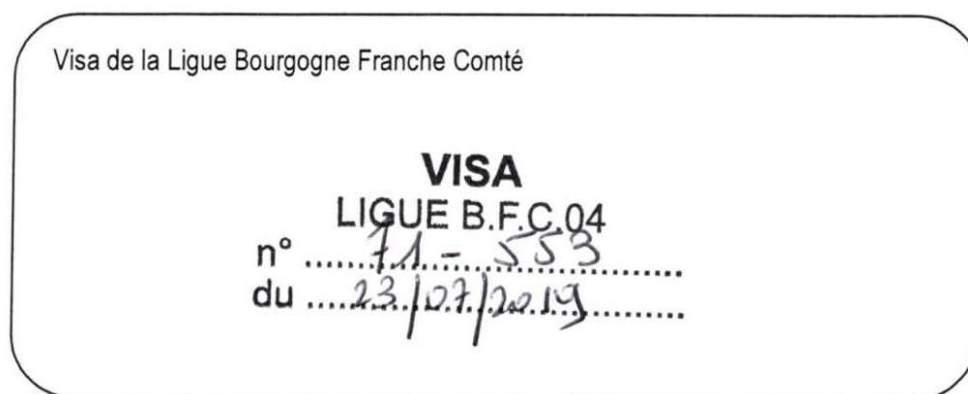 Visa de la Ligue Bourgogne Franche Comté
VISA
LIGUE B.F.C.04
n° ....71 - 553....
du ....23/07/2019....